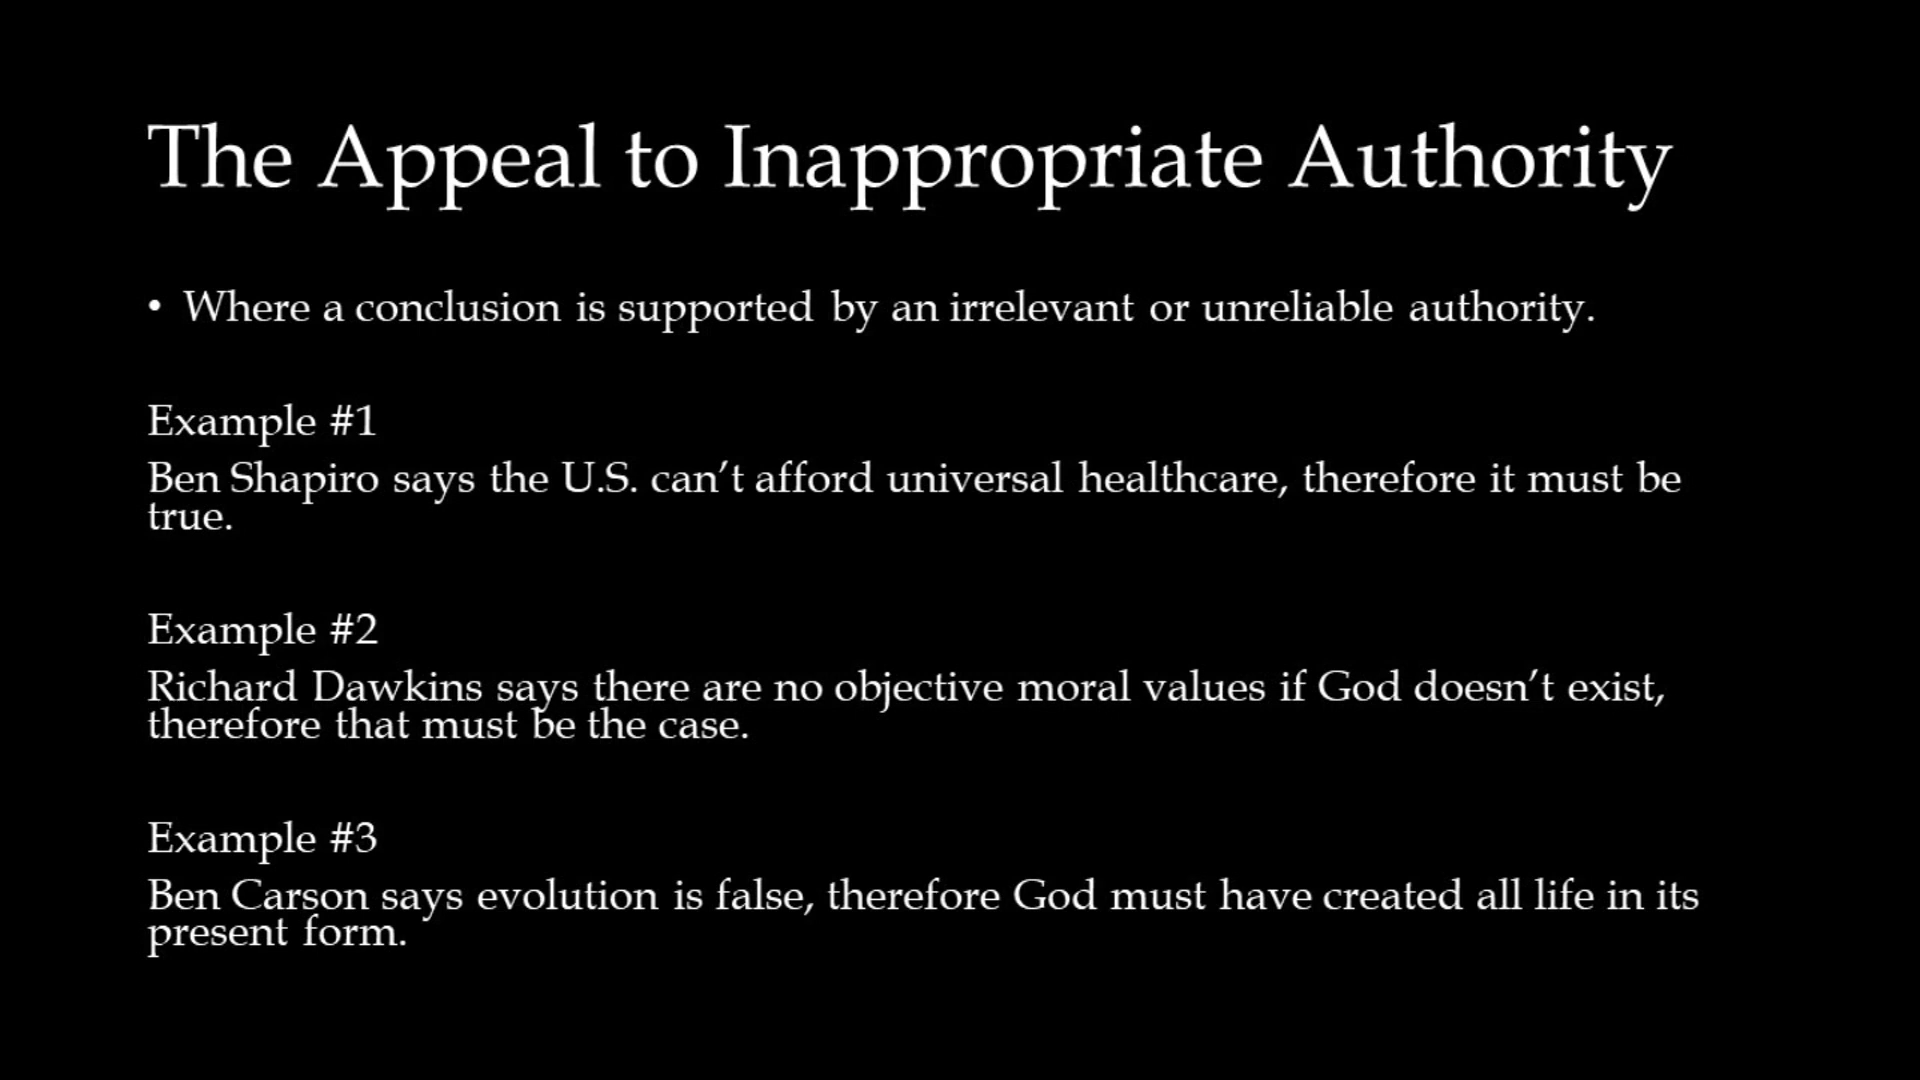 The Appeal to Inappropriate Authority
• Where a conclusion is supported by an irrelevant or unreliable authority.
Example #1
Ben Shapiro says the U.S. can’t afford universal healthcare, therefore it must be
true.
Example #2
Richard Dawkins says there are no objective moral values if God doesn’t exist,
therefore that must be the case.
Example #3
Ben Carson says evolution is false, therefore God must have created all life in its
present form.